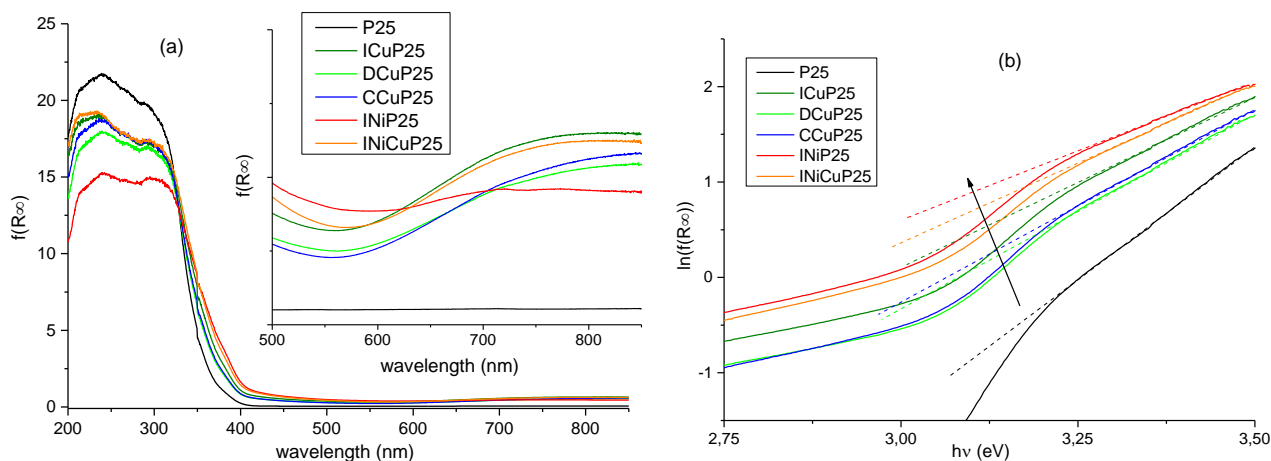 (a)
25
20
15
10
5
0
f(R∞)
200 300 400 500 600 700 800
wavelength (nm)
P25
ICuP25
DCuP25
CCuP25
INiP25
INiCuP25
f(R∞)
500 600 700 800
wavelength (nm)
(b)
P25
ICuP25
DCuP25
CCuP25
INiP25
INiCuP25
2
1
0
-1
ln(f(R∞))
2,75 3,00 3,25 3,50
hν (eV)